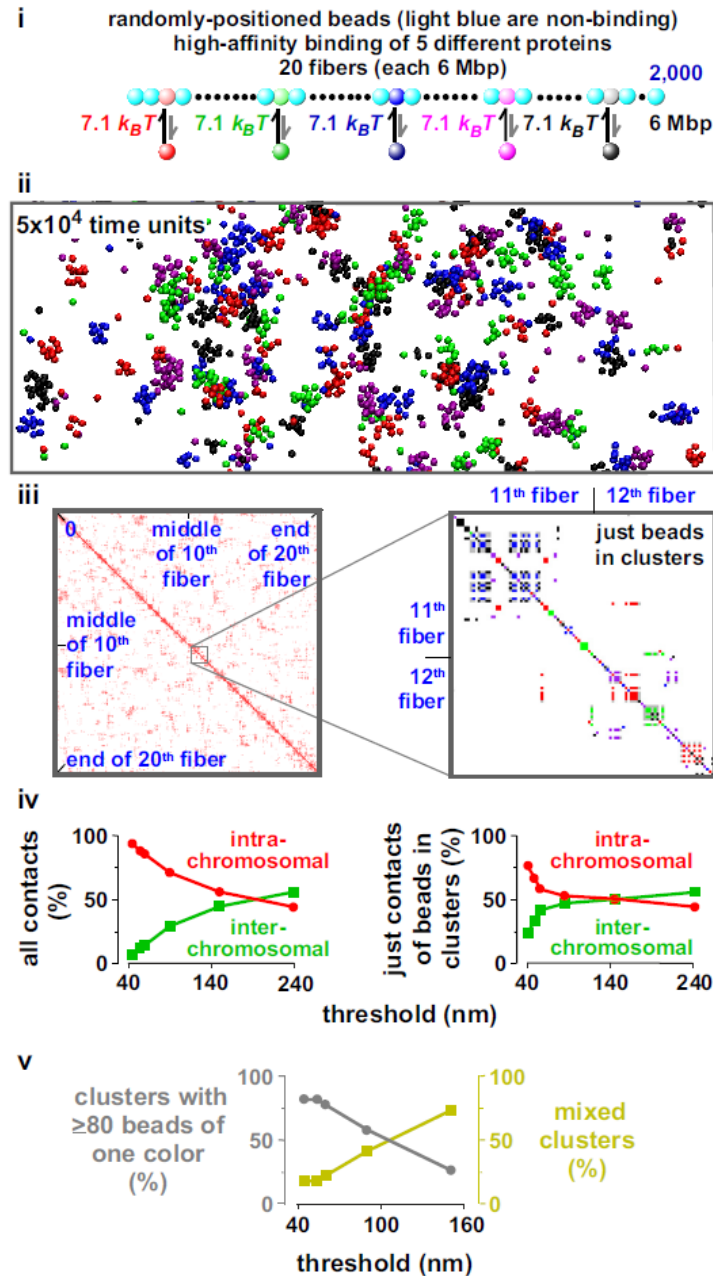 i
randomly-positioned beads (light blue are non-binding)
high-affinity binding of 5 different proteins
20 fibers (each 6 Mbp)
2,000
7.1 kBT 7.1 kBT 7.1 kBT 7.1 kBT 7.1 kBT 6 Mbp
ii
5x10⁴ time units
iii
11th fiber 12th fiber
0 middle of 10th fiber
end of 20th fiber
middle of 10th fiber
end of 20th fiber
just beads
in clusters
11th fiber
12th fiber
iv
all contacts
(%)
100
50
0
intra-
chromosomal
inter-
chromosomal
40 140 240
just contacts
of beads in
clusters (%)
100
50
0
intra-
chromosomal
inter-
chromosomal
40 140 240
threshold (nm)
v
clusters with
≥80 beads of
one color
(%)
100
50
0
100
50
0
mixed
clusters
(%)
40 100 160
threshold (nm)